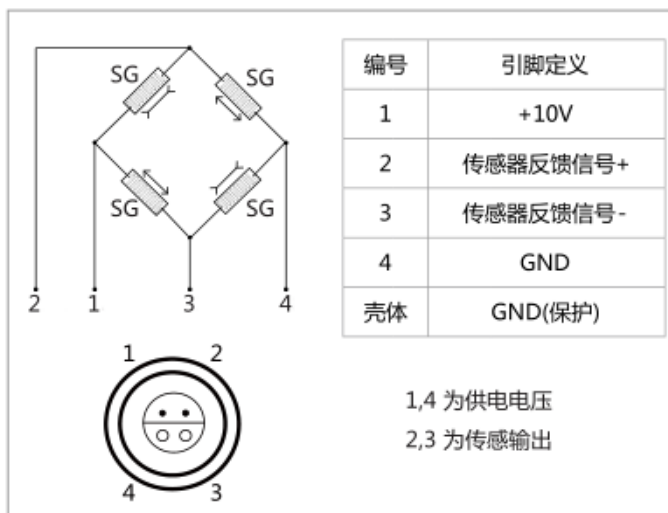 SG
SG
SG
SG
2
1
3
4
编号 引脚定义
1 +10V
2 传感器反馈信号+
3 传感器反馈信号-
4 GND
壳体 GND(保护)
1
2
4
3
1,4 为供电电压
2,3 为传感输出